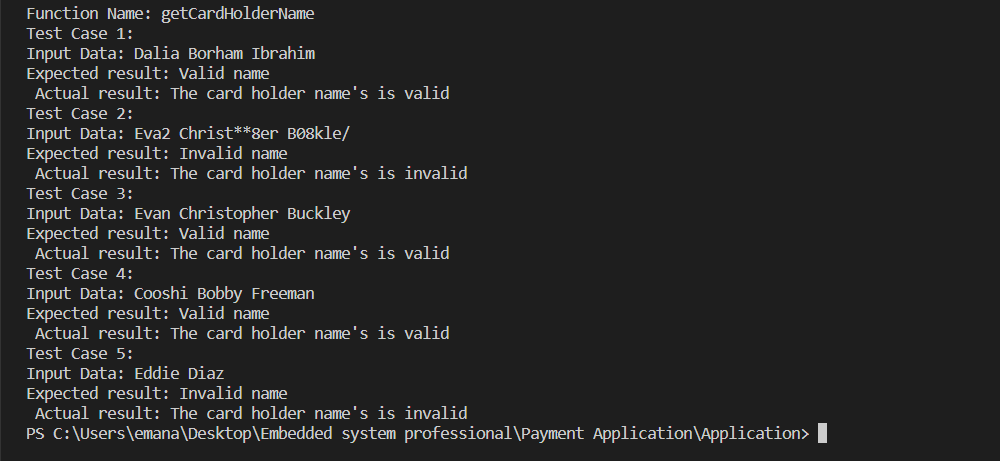 Function Name: getCardHolderName
Test Case 1:
Input Data: Dalia Borham Ibrahim
Expected result: Valid name
Actual result: The card holder name's is valid
Test Case 2:
Input Data: Eva2 Christ**8er B08kle/
Expected result: Invalid name
Actual result: The card holder name's is invalid
Test Case 3:
Input Data: Evan Christopher Buckley
Expected result: Valid name
Actual result: The card holder name's is valid
Test Case 4:
Input Data: Cooshi Bobby Freeman
Expected result: Valid name
Actual result: The card holder name's is valid
Test Case 5:
Input Data: Eddie Diaz
Expected result: Invalid name
Actual result: The card holder name's is invalid
PS C:\Users\emana\Desktop\Embedded system professional\Payment Application\Application>